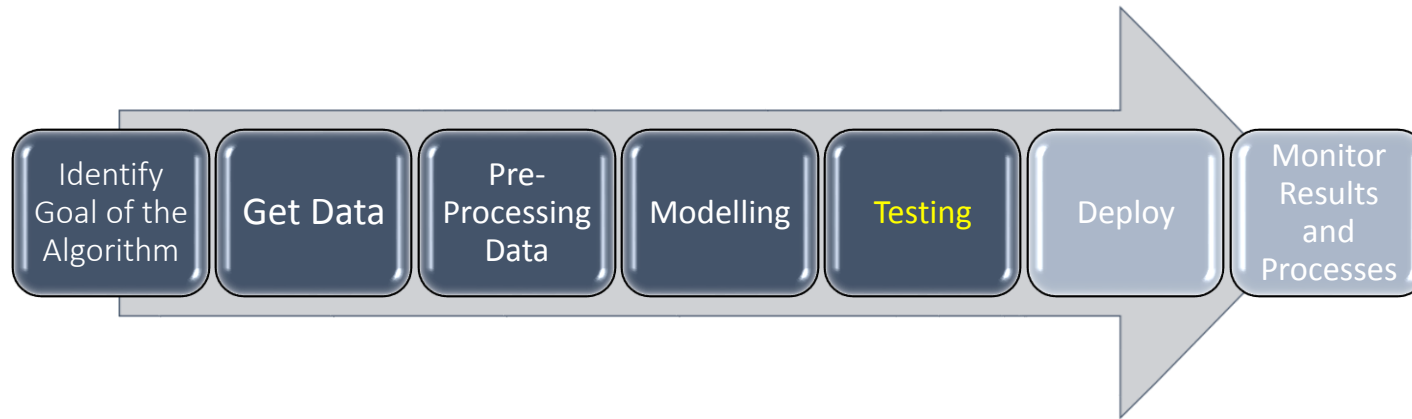 Identify
Goal of the
Algorithm
Get Data
Pre-
Processing
Data
Modelling
Testing
Deploy
Monitor
Results
and
Processes